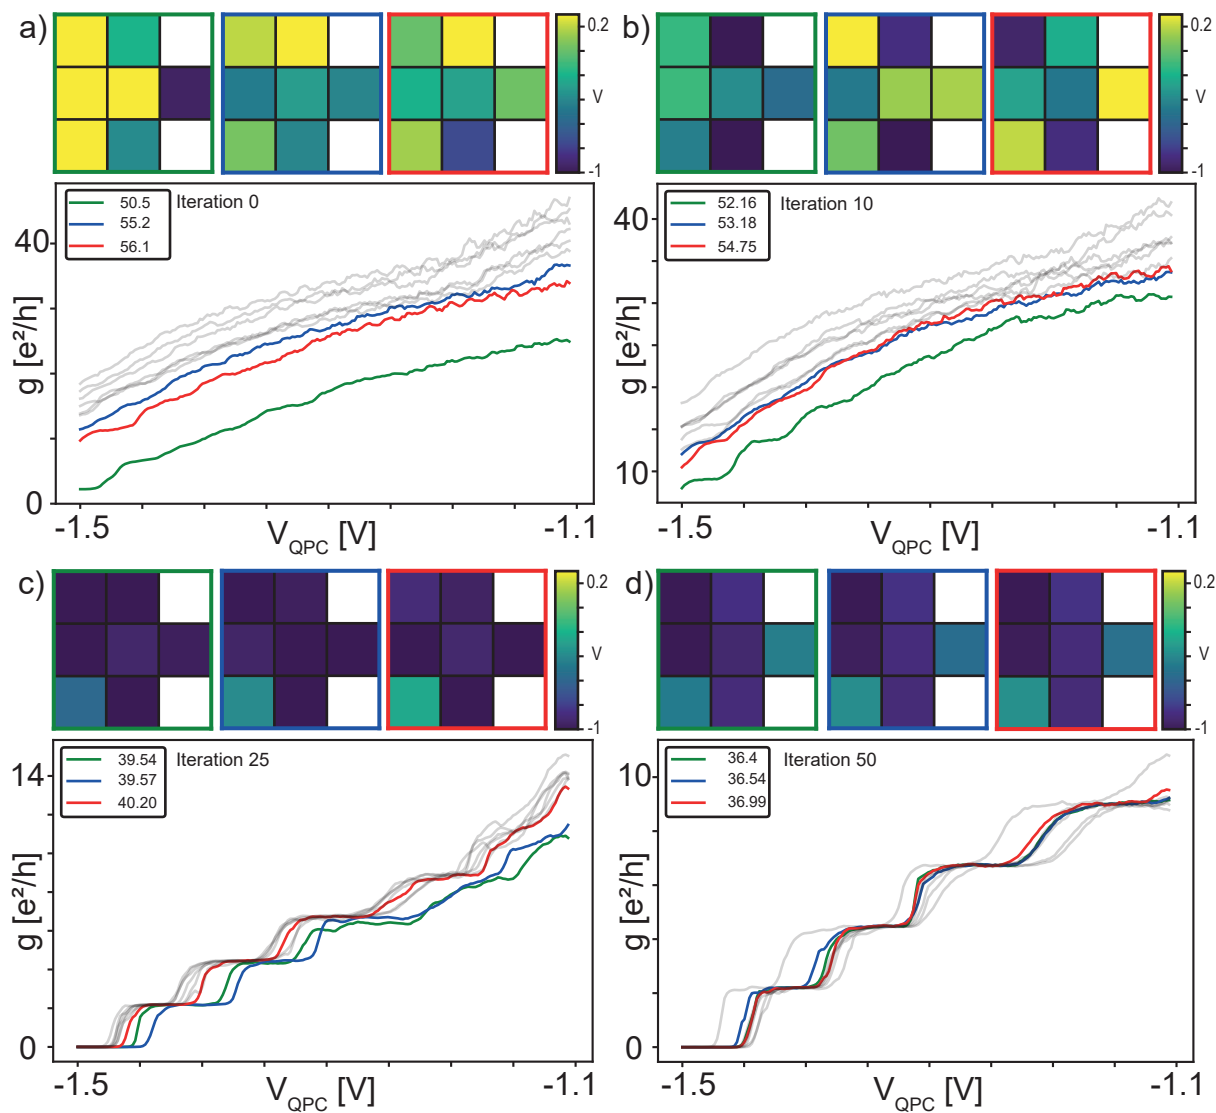 a)
0.2
V
-1
50.5
55.2
56.1
Iteration 0
40
0
g [e²/h]
-1.5
-1.1
V_QPC [V]
b)
0.2
V
-1
52.16
53.18
54.75
Iteration 10
40
10
g [e²/h]
-1.5
-1.1
V_QPC [V]
c)
0.2
V
-1
39.54
39.57
40.20
Iteration 25
14
0
g [e²/h]
-1.5
-1.1
V_QPC [V]
d)
0.2
V
-1
36.4
36.54
36.99
Iteration 50
10
0
g [e²/h]
-1.5
-1.1
V_QPC [V]